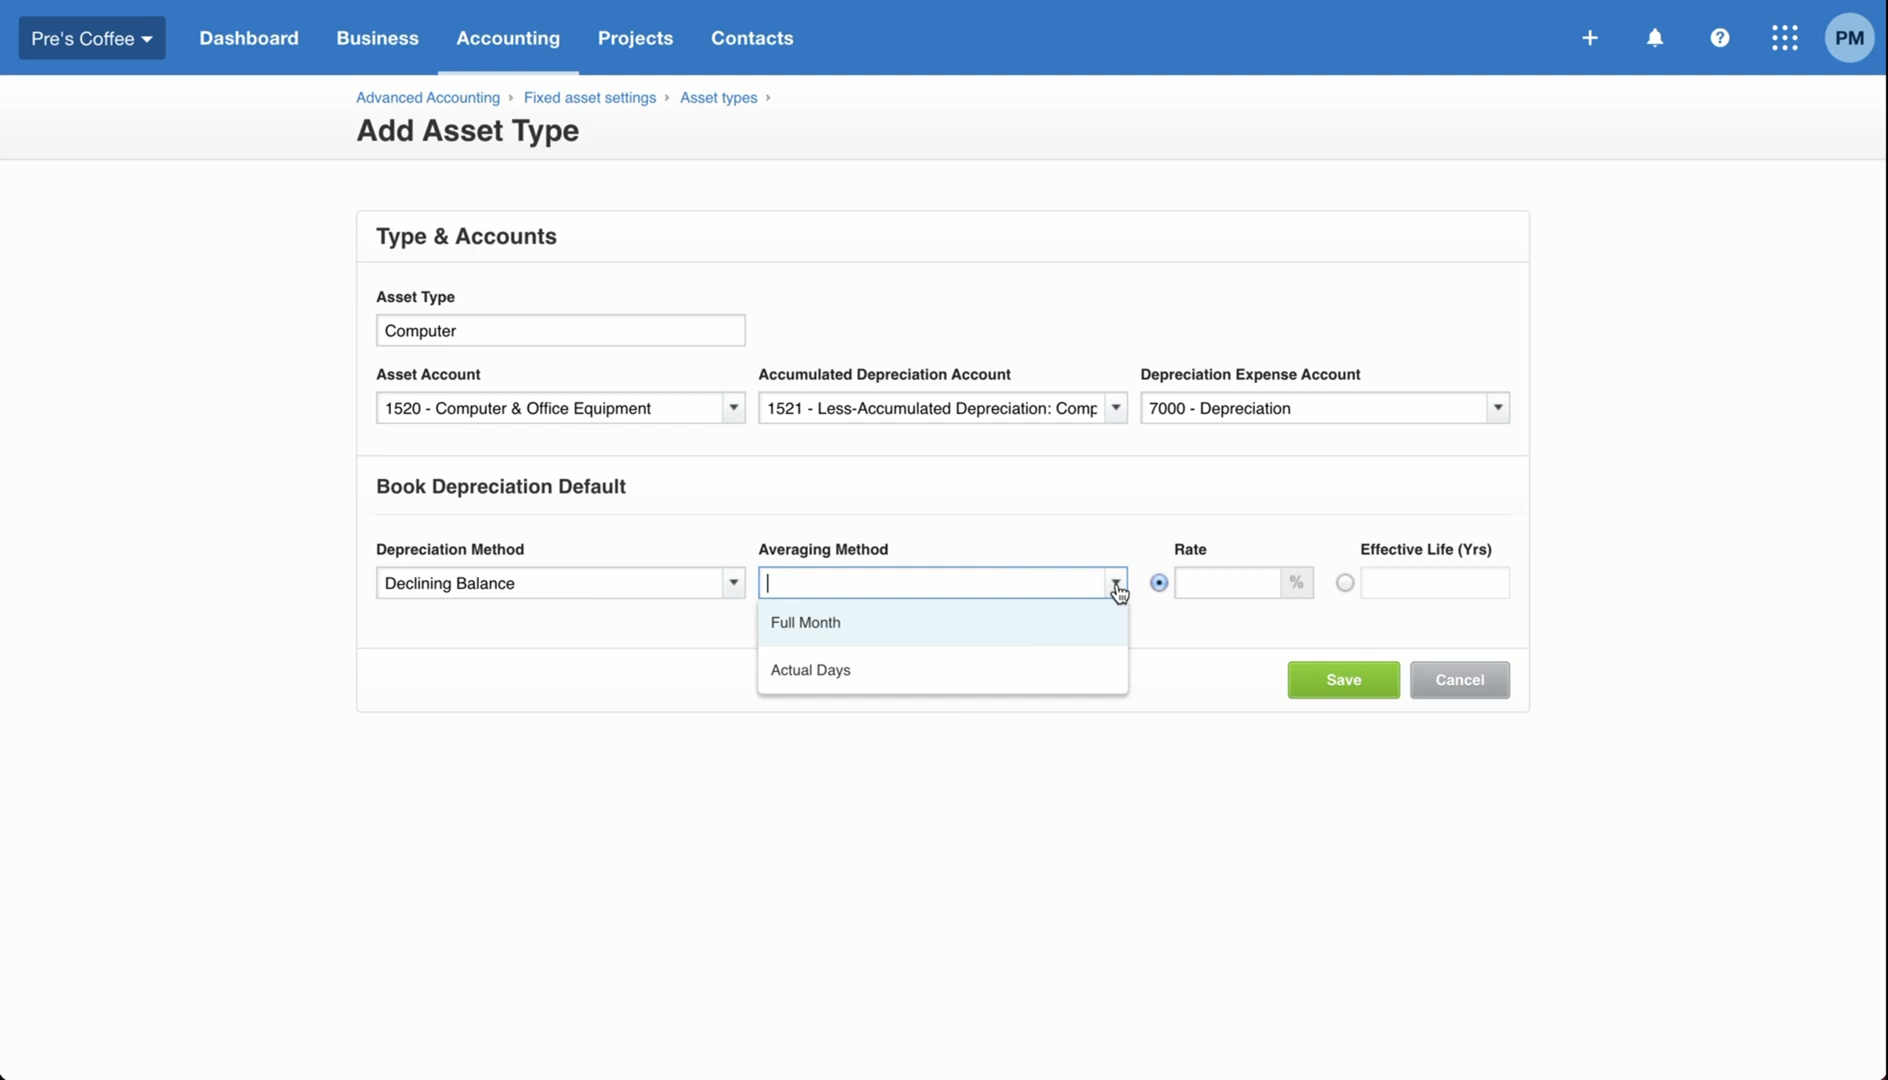 Pre's Coffee Dashboard Business Accounting Projects Contacts PM
Advanced Accounting › Fixed asset settings › Asset types ›
Add Asset Type
Type & Accounts
Asset Type
Computer
Asset Account Accumulated Depreciation Account Depreciation Expense Account
1520 - Computer & Office Equipment 1521 - Less-Accumulated Depreciation: Comp 7000 - Depreciation
Book Depreciation Default
Depreciation Method Averaging Method Rate Effective Life (Yrs)
Declining Balance %
Full Month
Actual Days
Save Cancel